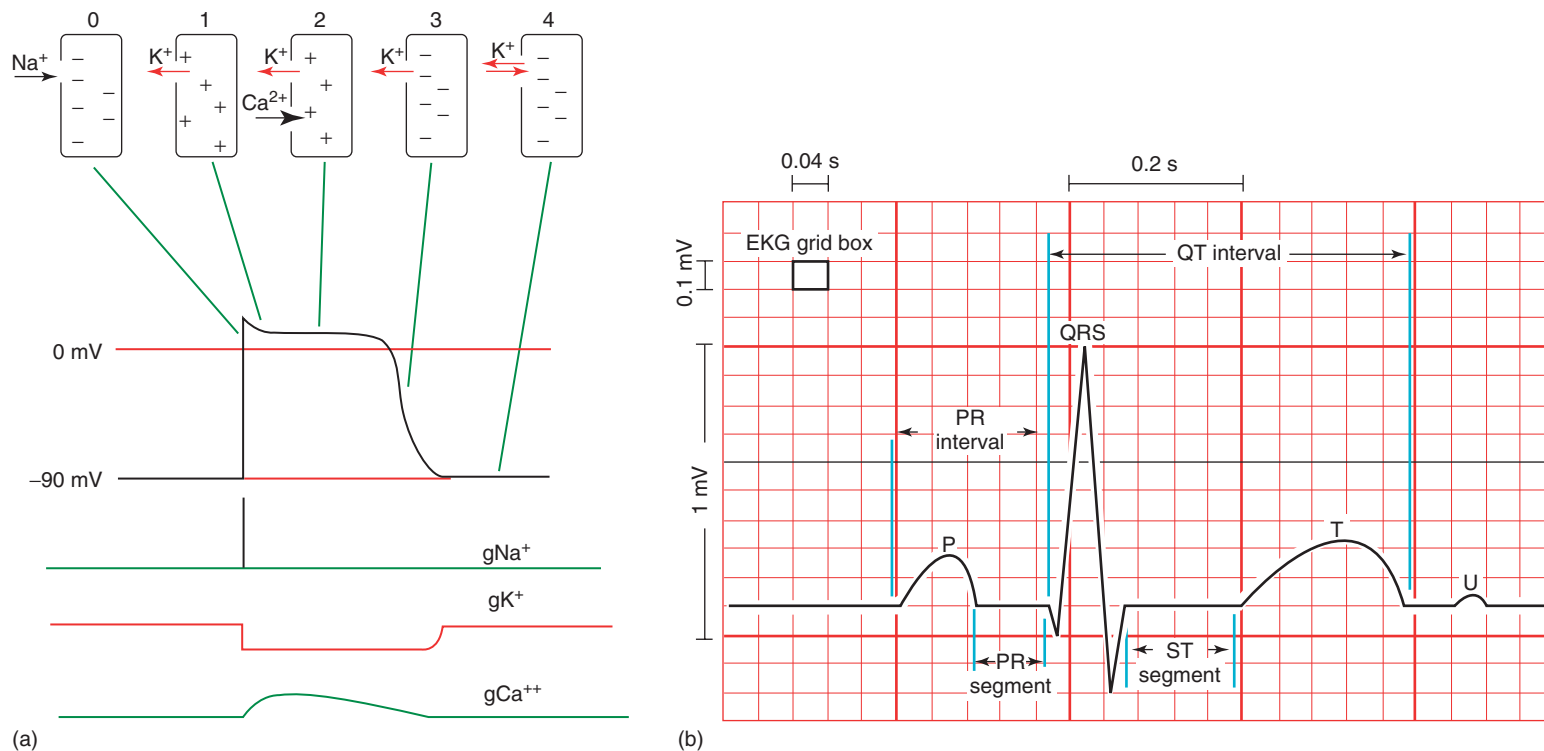 0 1 2 3 4
Na⁺
K⁺ K⁺ K⁺ K⁺
Ca²⁺
− − − − − −
+ + + + +
+ + + +
− − − − − −
− − − − − −
0 mV
−90 mV
gNa⁺
gK⁺
gCa⁺⁺
(a)
0.04 s
0.2 s
EKG grid box
0.1 mV
QT interval
QRS
PR
interval
1 mV
P
T
U
PR
segment
ST
segment
(b)